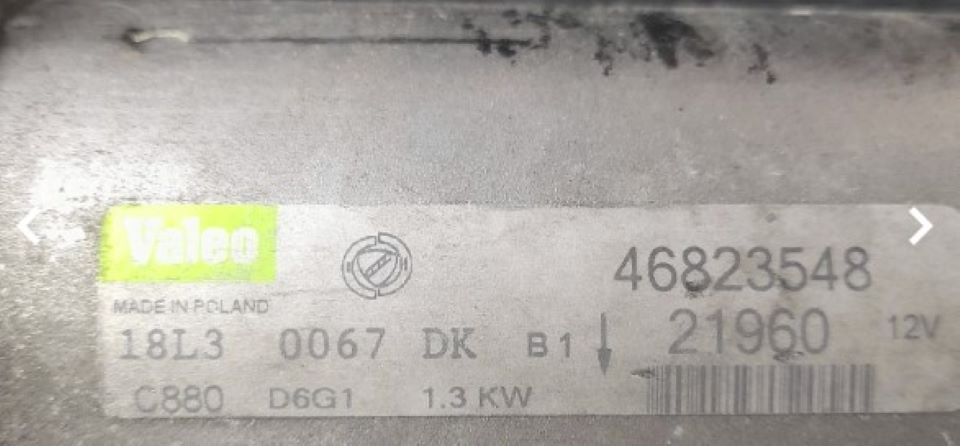 Valeo
46823548
MADE IN POLAND
21960 12V
18L3 0067 DK B1
C880 D6G1 1.3 KW